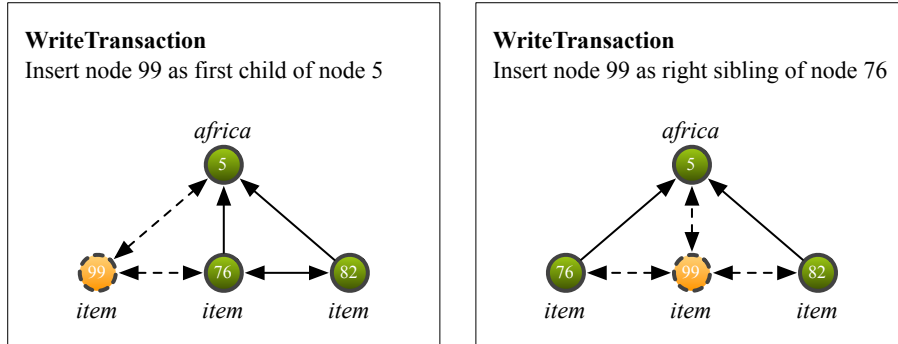 WriteTransaction
Insert node 99 as first child of node 5
africa
5
99
76
82
item
item
item
WriteTransaction
Insert node 99 as right sibling of node 76
africa
5
76
99
82
item
item
item